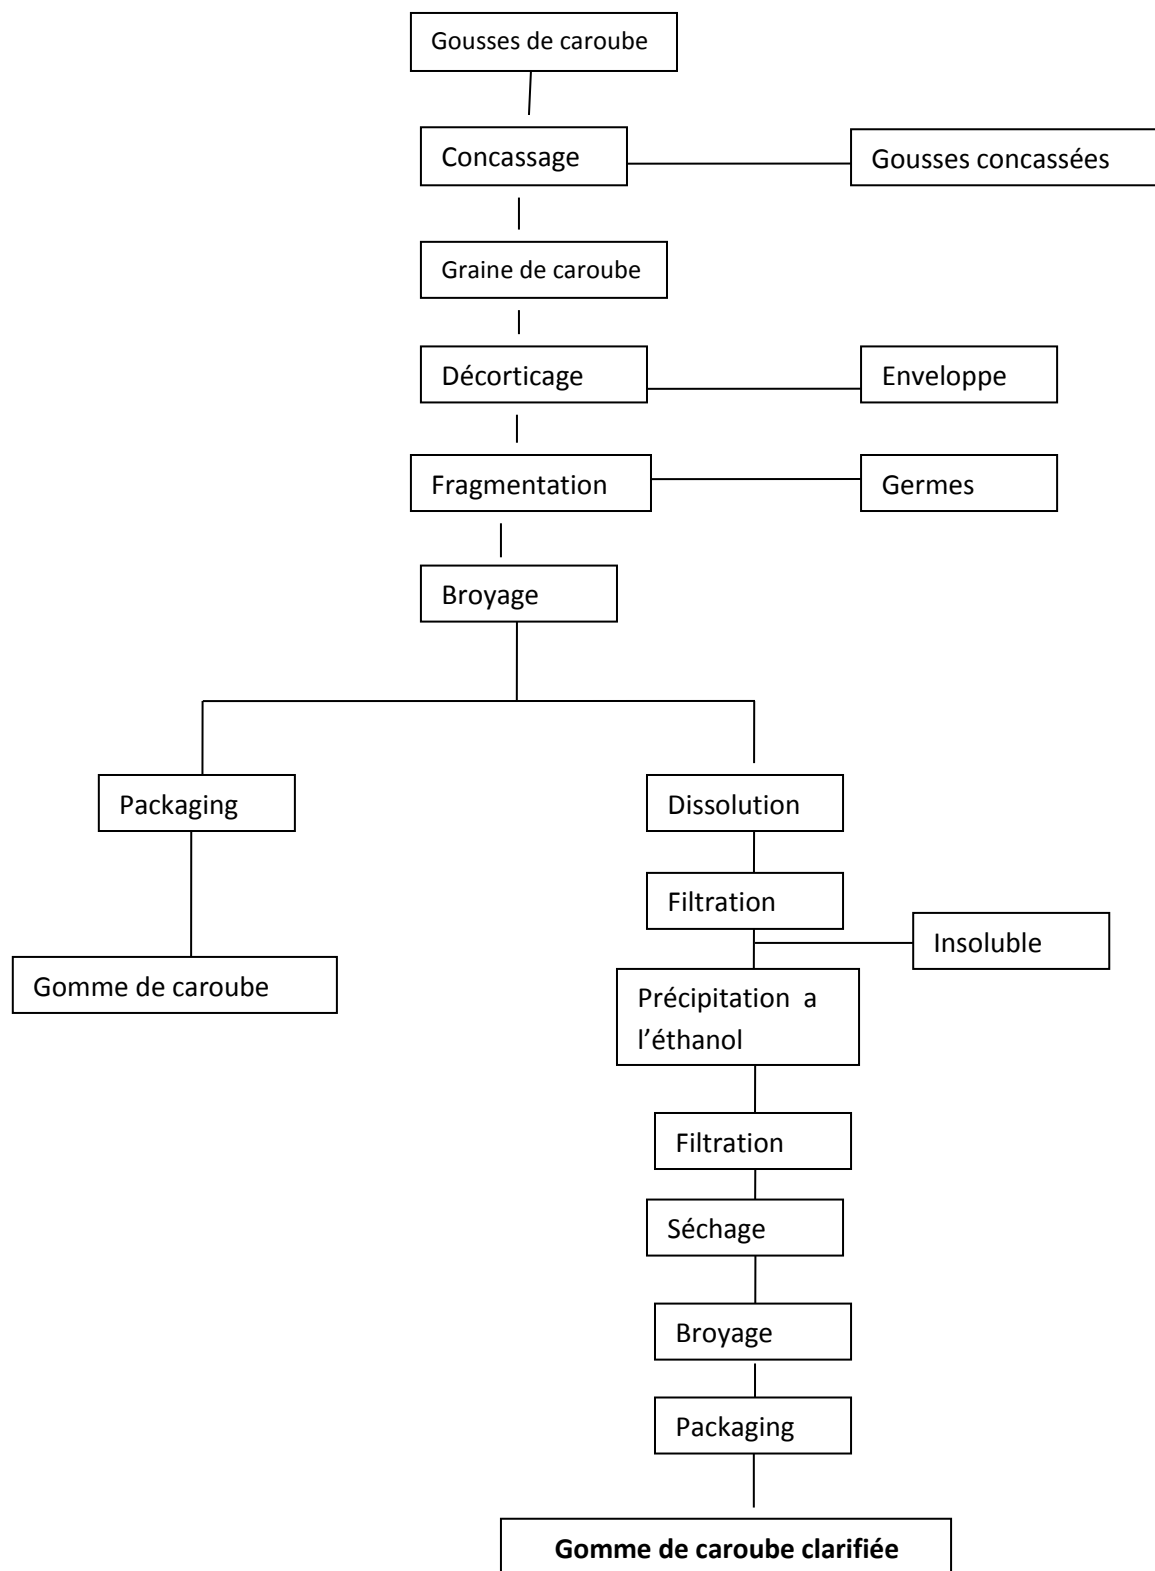 Gousses de caroube
Concassage
Gousses concassées
Graine de caroube
Décorticage
Enveloppe
Fragmentation
Germes
Broyage
Packaging
Dissolution
Filtration
Insoluble
Gomme de caroube
Précipitation a
l’éthanol
Filtration
Séchage
Broyage
Packaging
Gomme de caroube clarifiée